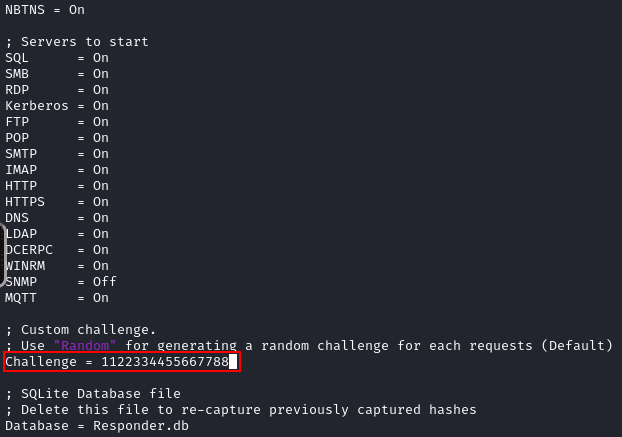 NBTNS = On
; Servers to start
SQL      = On
SMB      = On
RDP      = On
Kerberos = On
FTP      = On
POP      = On
SMTP     = On
IMAP     = On
HTTP     = On
HTTPS    = On
DNS      = On
LDAP     = On
DCERPC   = On
WINRM    = On
SNMP     = Off
MQTT     = On
; Custom challenge.
; Use "Random" for generating a random challenge for each requests (Default)
Challenge = 1122334455667788
; SQLite Database file
; Delete this file to re-capture previously captured hashes
Database = Responder.db